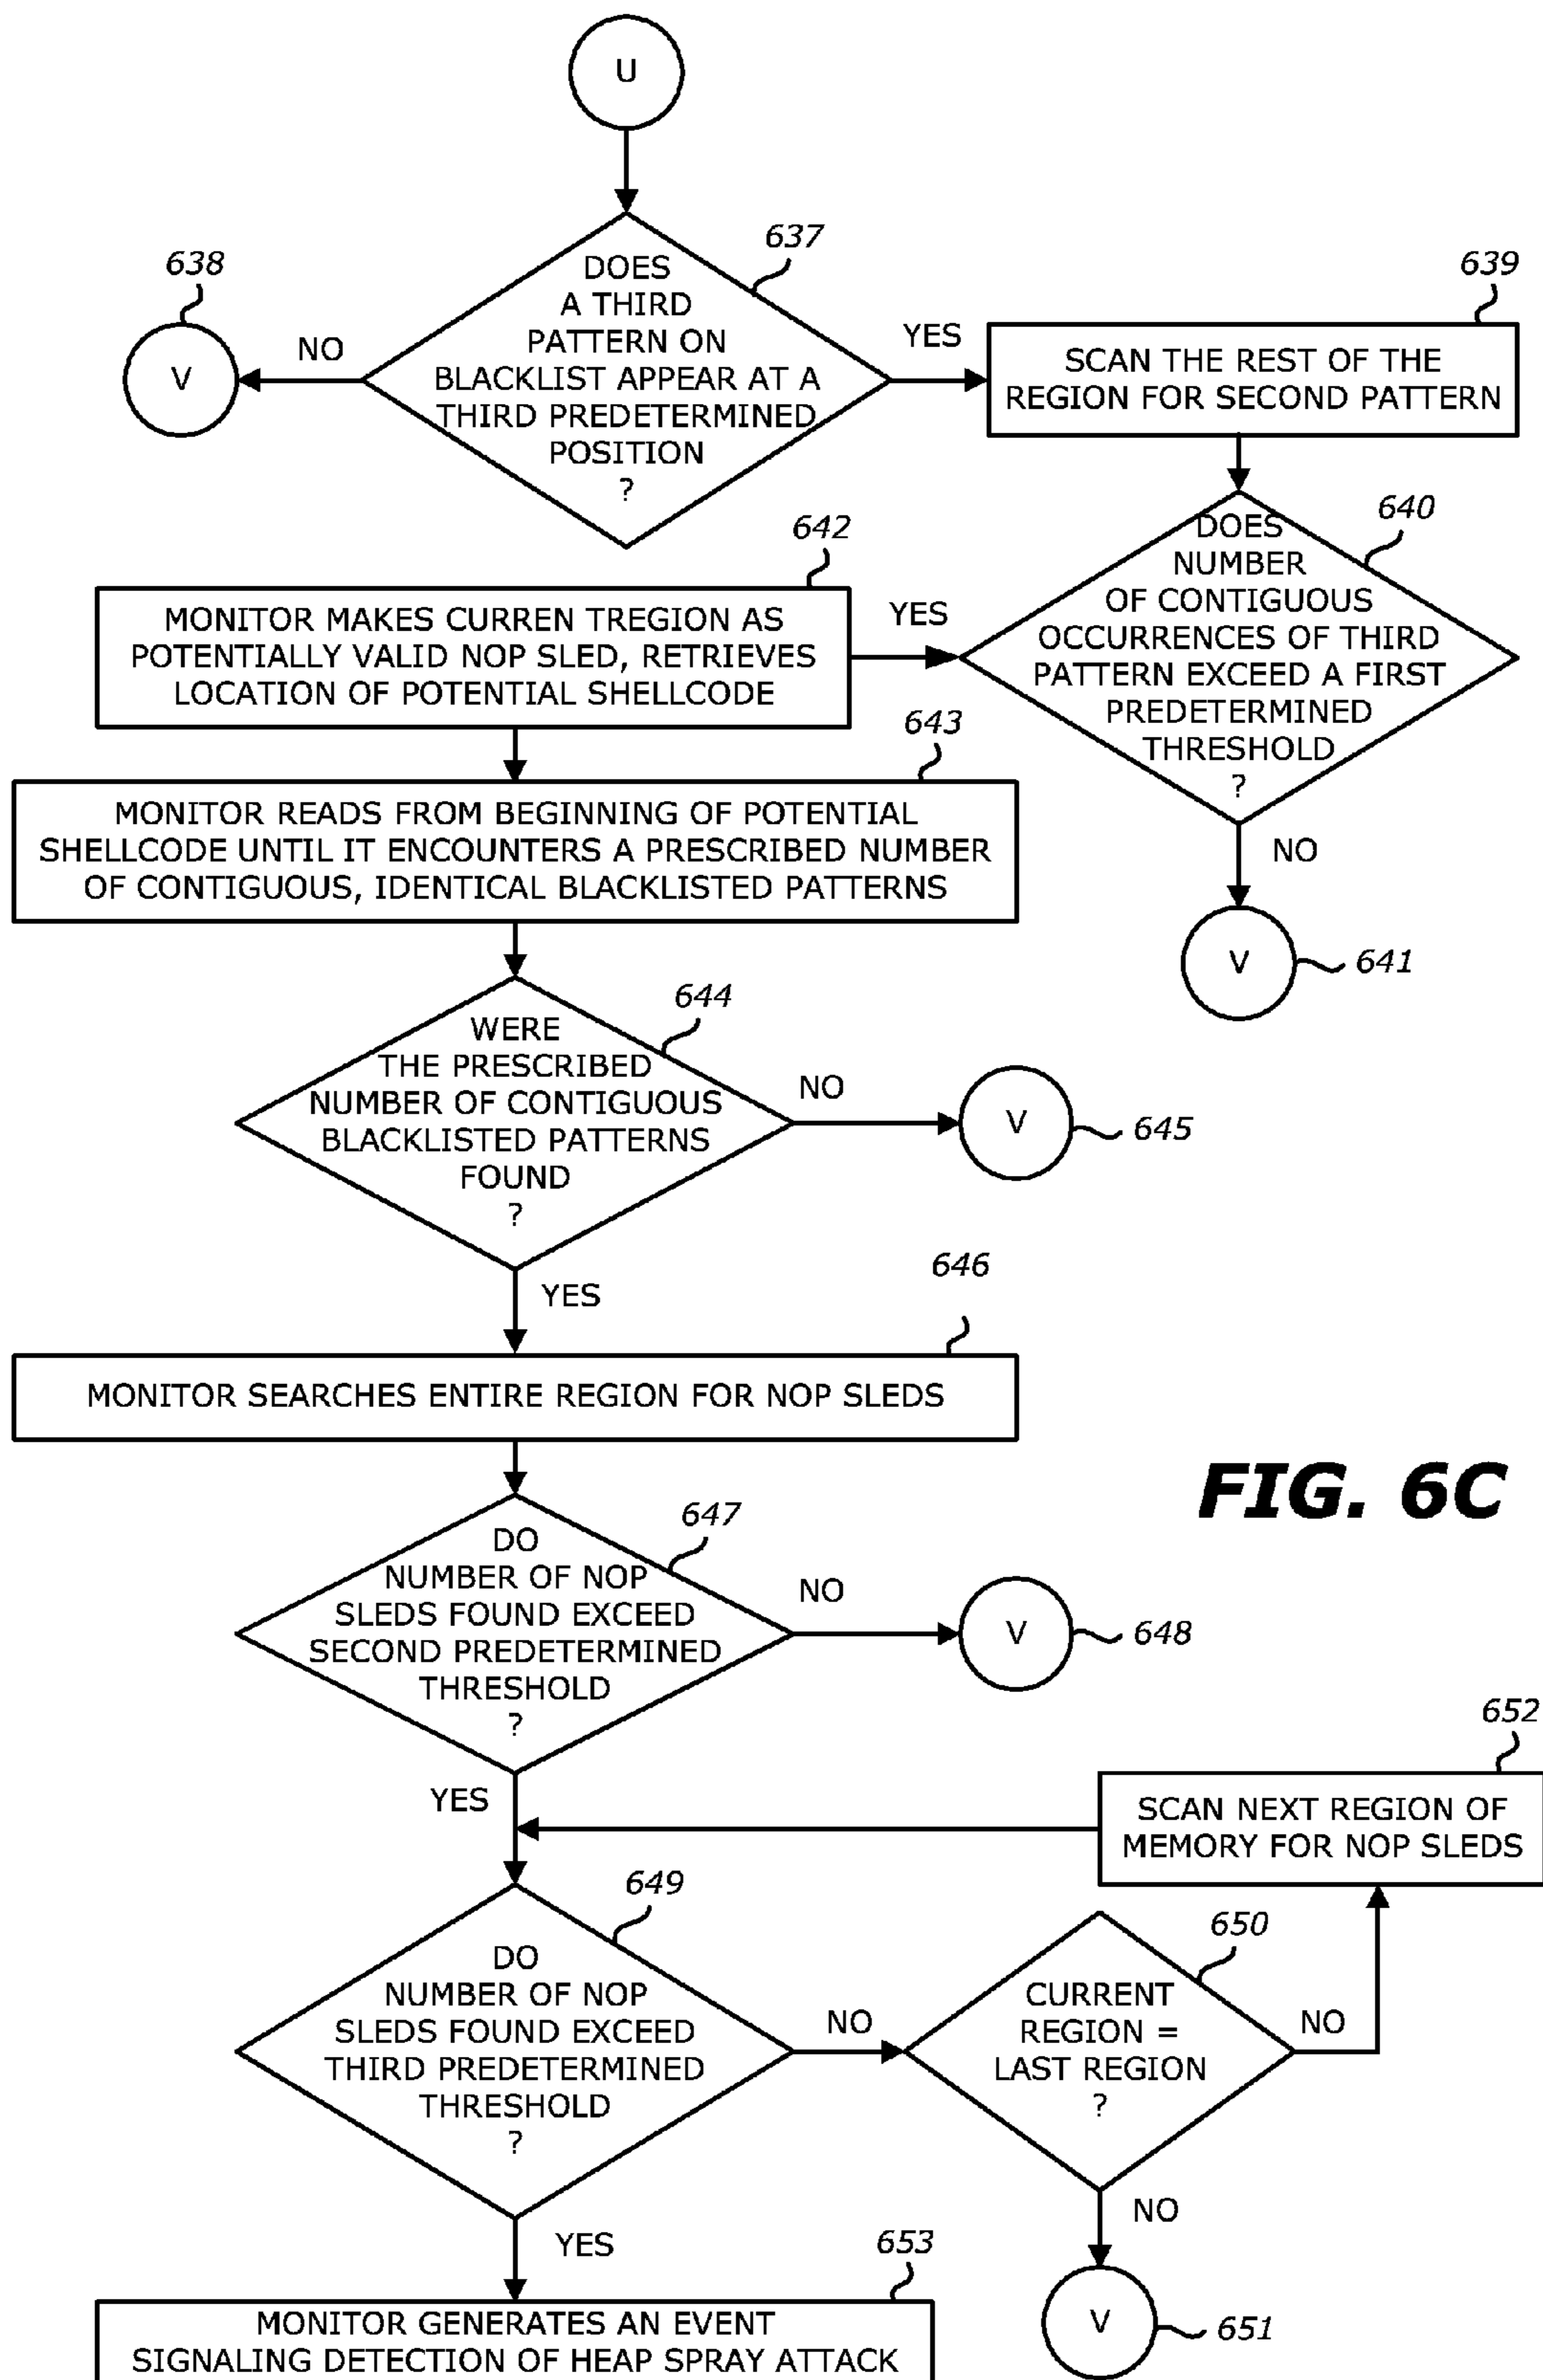 U
637
DOES
A THIRD
PATTERN ON
BLACKLIST APPEAR AT A
THIRD PREDETERMINED
POSITION
?
638
NO
V
YES
639
SCAN THE REST OF THE
REGION FOR SECOND PATTERN
640
DOES
NUMBER
OF CONTIGUOUS
OCCURRENCES OF THIRD
PATTERN EXCEED A FIRST
PREDETERMINED
THRESHOLD
?
NO
V
641
YES
642
MONITOR MAKES CURREN TREGION AS
POTENTIALLY VALID NOP SLED, RETRIEVES
LOCATION OF POTENTIAL SHELLCODE
643
MONITOR READS FROM BEGINNING OF POTENTIAL
SHELLCODE UNTIL IT ENCOUNTERS A PRESCRIBED NUMBER
OF CONTIGUOUS, IDENTICAL BLACKLISTED PATTERNS
644
WERE
THE PRESCRIBED
NUMBER OF CONTIGUOUS
BLACKLISTED PATTERNS
FOUND
?
NO
V
645
YES
646
MONITOR SEARCHES ENTIRE REGION FOR NOP SLEDS
FIG. 6C
647
DO
NUMBER OF NOP
SLEDS FOUND EXCEED
SECOND PREDETERMINED
THRESHOLD
?
NO
V
648
YES
652
SCAN NEXT REGION OF
MEMORY FOR NOP SLEDS
649
DO
NUMBER OF NOP
SLEDS FOUND EXCEED
THIRD PREDETERMINED
THRESHOLD
?
NO
650
CURRENT
REGION =
LAST REGION
?
NO
NO
V
651
YES
653
MONITOR GENERATES AN EVENT
SIGNALING DETECTION OF HEAP SPRAY ATTACK